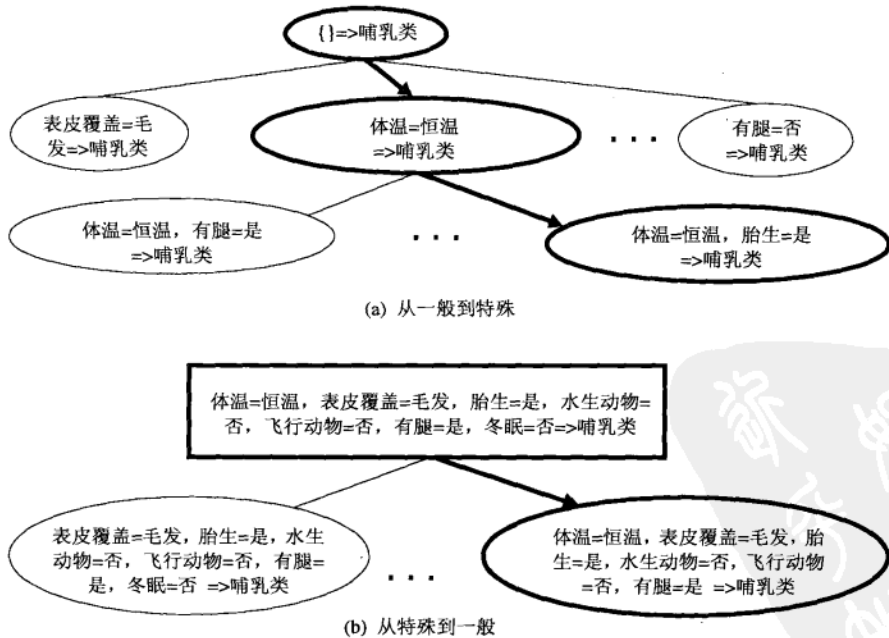 {}=>哺乳类
表皮覆盖=毛
发=>哺乳类
体温=恒温
=>哺乳类
...
有腿=否
=>哺乳类
体温=恒温，有腿=是
=>哺乳类
...
体温=恒温，胎生=是
=>哺乳类
(a) 从一般到特殊
体温=恒温，表皮覆盖=毛发，胎生=是，水生动物=
否，飞行动物=否，有腿=是，冬眠=否=>哺乳类
表皮覆盖=毛发，胎生=是，水生
动物=否，飞行动物=否，有腿=
是，冬眠=否 =>哺乳类
...
体温=恒温，表皮覆盖=毛发，胎
生=是，水生动物=否，飞行动物
=否，有腿=是 =>哺乳类
(b) 从特殊到一般